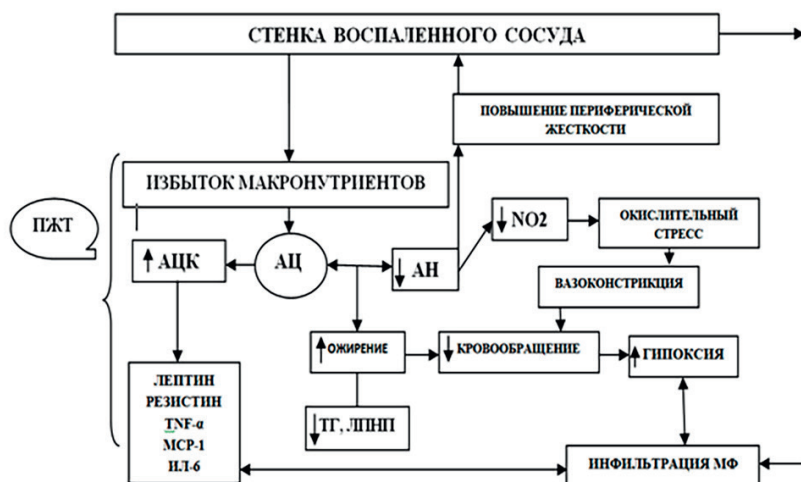 СТЕНКА ВОСПАЛЕННОГО СОСУДА
ПОВЫШЕНИЕ ПЕРИФЕРИЧЕСКОЙ
ЖЕСТКОСТИ
ИЗБЫТОК МАКРОНУТРИЕНТОВ
ПЖТ
↓ NO2
ОКИСЛИТЕЛЬНЫЙ
СТРЕСС
↑ АЦК
АЦ
↓ АН
ВАЗОКОНСТРИКЦИЯ
↑ ОЖИРЕНИЕ
↓ КРОВООБРАЩЕНИЕ
↑ ГИПОКСИЯ
ЛЕПТИН
РЕЗИСТИН
TNF-α
МСР-1
ИЛ-6
↓ ТГ, ЛПНП
ИНФИЛЬТРАЦИЯ МФ